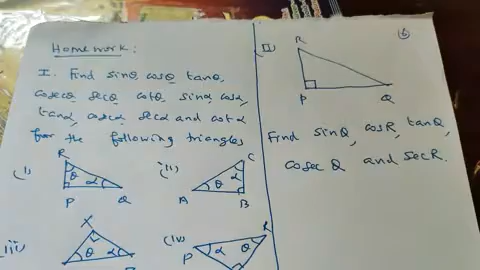 Homework:
I. Find sinθ, cosθ, tanθ,
cosecθ, secθ, cotθ, sinα, cosα,
tanα, cosecα, secα and cotα
for the following triangles
(i)
R
θ
α
P
Q
(ii)
C
α
θ
A
B
(iii)
X
θ
α
(iv)
R
α
θ
P
6
II
R
P
Q
Find sinQ, cosR, tanQ,
cosec Q and secR.